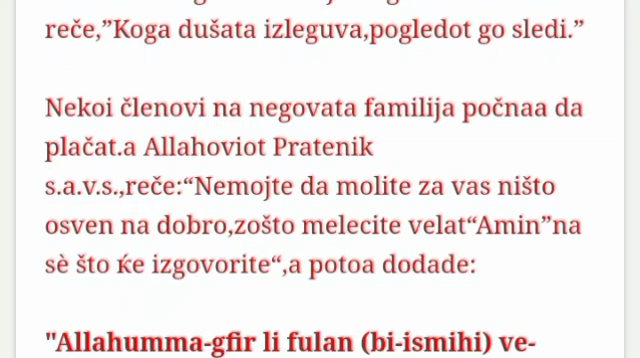 reče,”Koga dušata izleguva,pogledot go sledi.”
Nekoi členovi na negovata familija počnaa da
plačat.a Allahoviot Pratenik
s.a.v.s.,reče:“Nemojte da molite za vas ništo
osven na dobro,zošto melecite velat“Amin”na
sè što ḱe izgovorite“,a potoa dodade:
"Allahumma-gfir li fulan (bi-ismihi) ve-